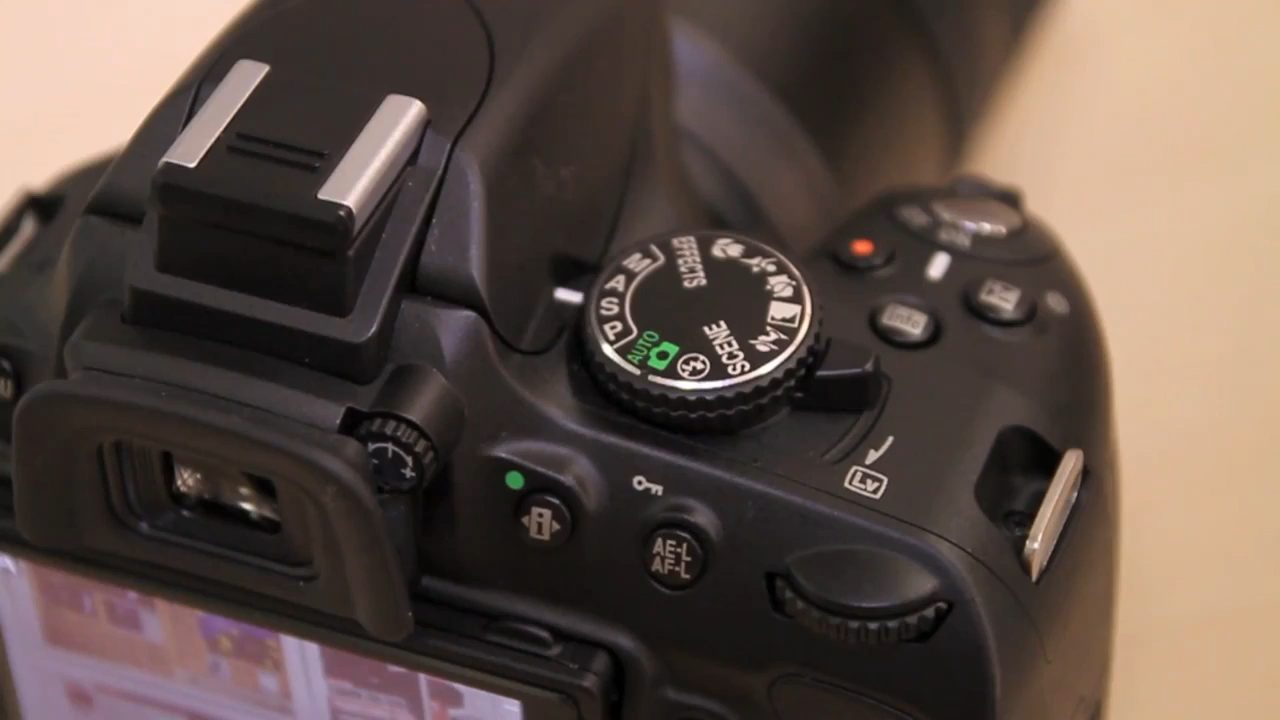 EFFECTS
M
A
S
P
AUTO
SCENE
info
Lv
i
AE-L
AF-L